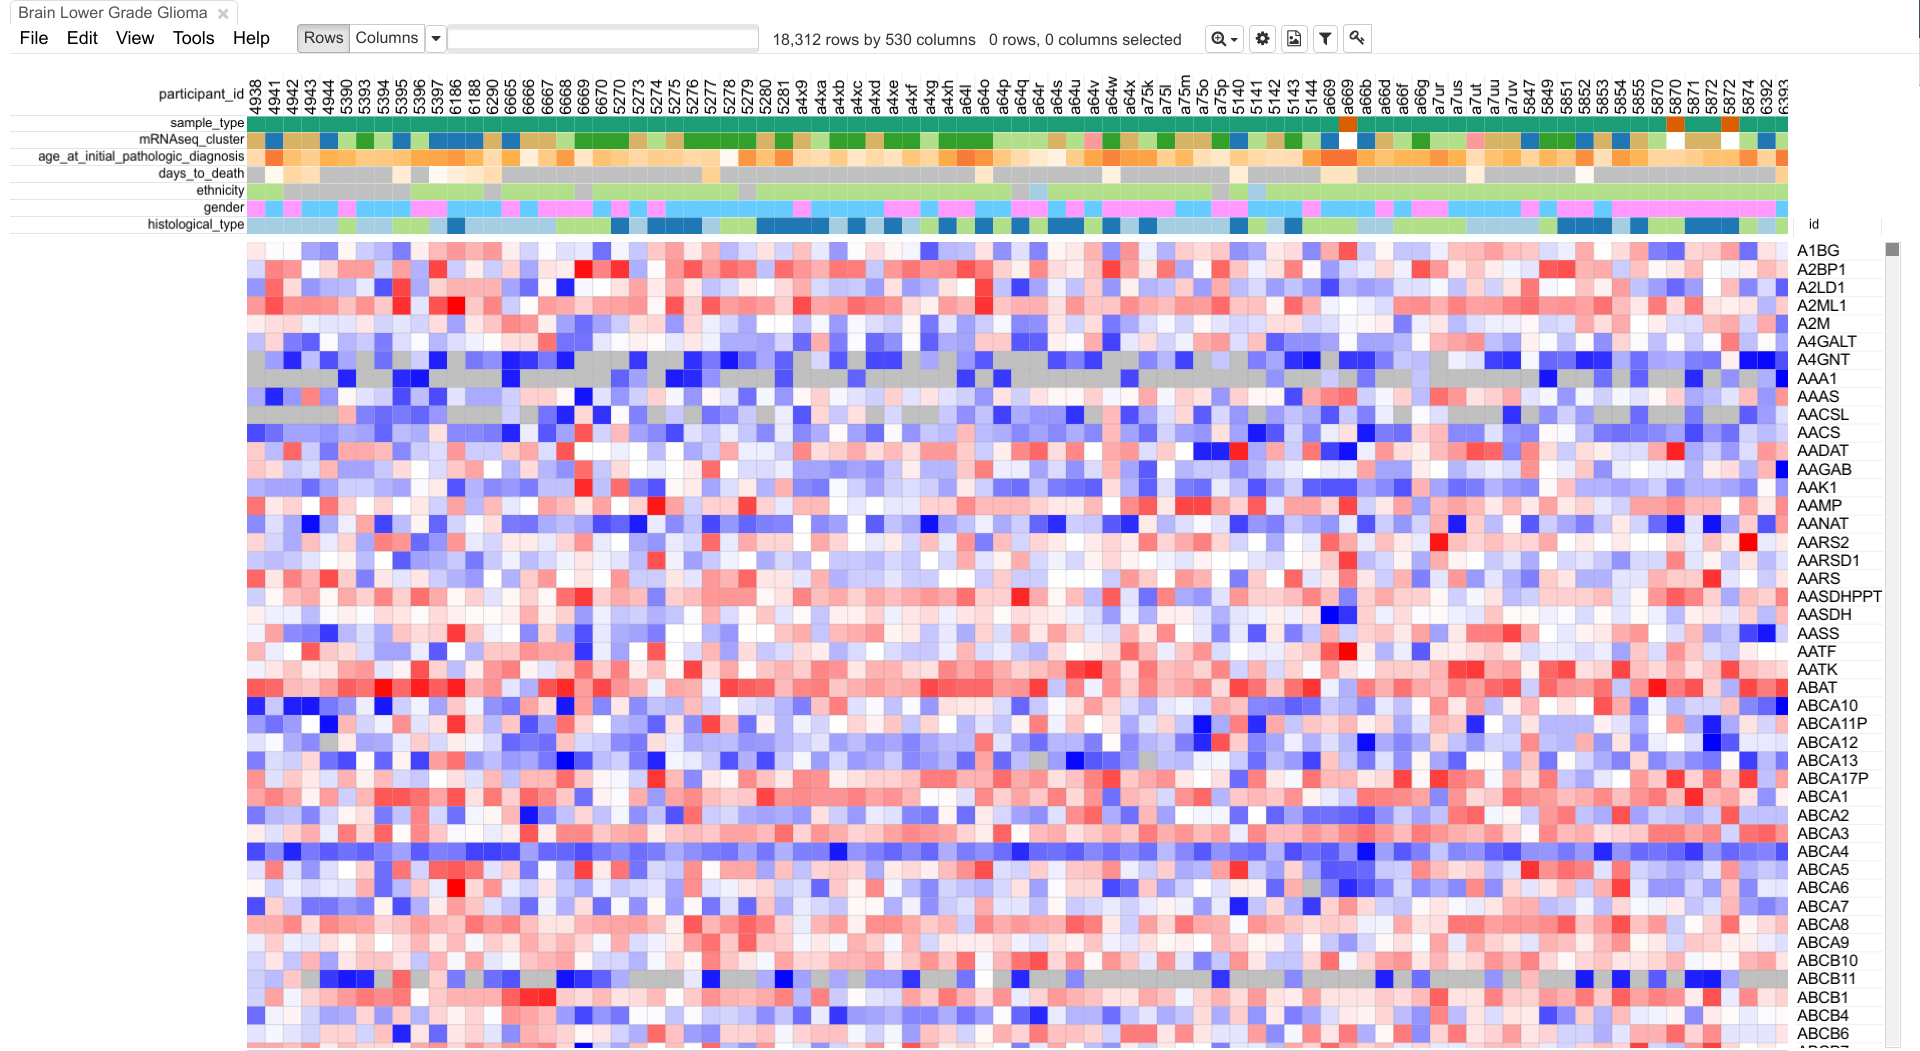 Brain Lower Grade Glioma ×
File Edit View Tools Help Rows Columns 18,312 rows by 530 columns 0 rows, 0 columns selected
participant_id 4938 4941 4942 4943 4944 5390 5393 5394 5395 5396 5397 6186 6188 6290 6665 6666 6667 6668 6669 6670 5270 5273 5274 5275 5276 5277 5278 5279 5280 5281 a4x9 a4xa a4xb a4xc a4xd a4xe a4xf a4xg a4xh a64l a64o a64p a64q a64r a64s a64u a64v a64w a64x a75k a75l a75m a75o a75p 5140 5141 5142 5143 5144 a669 a669 a66b a66d a66f a66g a7ur a7us a7ut a7uu a7uv 5847 5849 5851 5852 5853 5854 5855 5870 5870 5871 5872 5872 5874 6392 6393
sample_type
mRNAseq_cluster
age_at_initial_pathologic_diagnosis
days_to_death
ethnicity
gender
histological_type id
A1BG
A2BP1
A2LD1
A2ML1
A2M
A4GALT
A4GNT
AAA1
AAAS
AACSL
AACS
AADAT
AAGAB
AAK1
AAMP
AANAT
AARS2
AARSD1
AARS
AASDHPPT
AASDH
AASS
AATF
AATK
ABAT
ABCA10
ABCA11P
ABCA12
ABCA13
ABCA17P
ABCA1
ABCA2
ABCA3
ABCA4
ABCA5
ABCA6
ABCA7
ABCA8
ABCA9
ABCB10
ABCB11
ABCB1
ABCB4
ABCB6